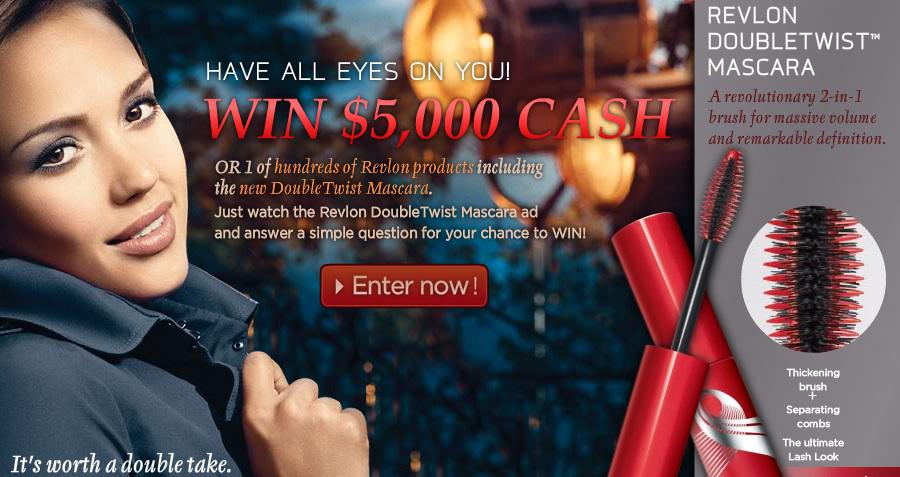 HAVE ALL EYES ON YOU!
WIN $5,000 CASH
OR 1 of hundreds of Revlon products including
the new DoubleTwist Mascara.
Just watch the Revlon DoubleTwist Mascara ad
and answer a simple question for your chance to WIN!
Enter now!
It's worth a double take.
REVLON
DOUBLETWIST™
MASCARA
A revolutionary 2-in-1
brush for massive volume
and remarkable definition.
Thickening
brush
+
Separating
combs
The ultimate
Lash Look